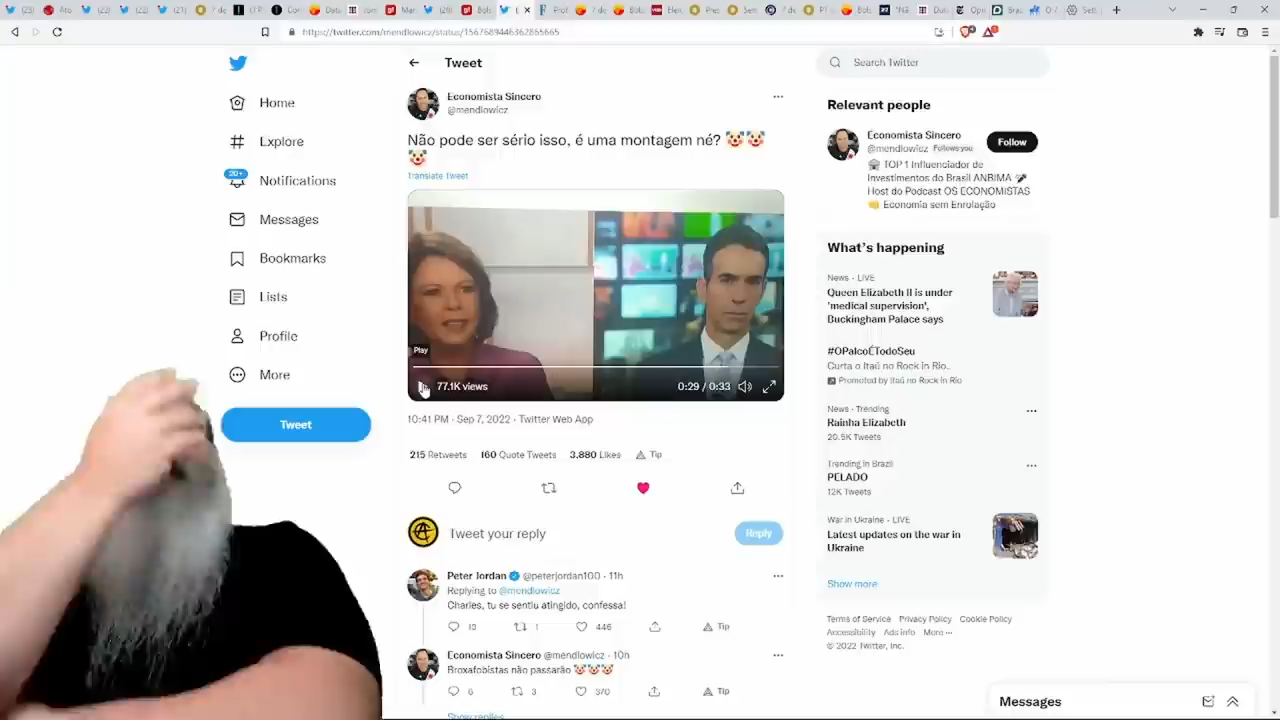 https://twitter.com/mendlowicz/status/1567689446362865665
Home
Explore
20+
Notifications
Messages
Bookmarks
Lists
Profile
More
Tweet
Tweet
Economista Sincero
@mendlowicz
Não pode ser sério isso, é uma montagem né? 🤡🤡
🤡
Translate Tweet
Play
77.1K views
0:29 / 0:33
10:41 PM · Sep 7, 2022 · Twitter Web App
215 Retweets 160 Quote Tweets 3,880 Likes Tip
Tweet your reply
Reply
Peter Jordan @peterjordan100 · 11h
Replying to @mendlowicz
Charles, tu se sentiu atingido, confessa!
13 1 446 Tip
Economista Sincero @mendlowicz · 10h
Broxafobistas não passarão 🤡🤡🤡
6 3 370 Tip
Show replies
Search Twitter
Relevant people
Economista Sincero
@mendlowicz Follows you
Follow
TOP 1 Influenciador de
Investimentos do Brasil ANBIMA 🎤
Host do Podcast OS ECONOMISTAS
👊 Economia sem Enrolação
What's happening
News · LIVE
Queen Elizabeth II is under
'medical supervision',
Buckingham Palace says
#OPalcoÉTodoSeu
Curta o Itaú no Rock in Rio..
Promoted by Itaú no Rock in Rio
News · Trending
Rainha Elizabeth
20.5K Tweets
Trending in Brazil
PELADO
12K Tweets
War in Ukraine · LIVE
Latest updates on the war in
Ukraine
Show more
Terms of Service Privacy Policy Cookie Policy
Accessibility Ads info More ···
© 2022 Twitter, Inc.
Messages